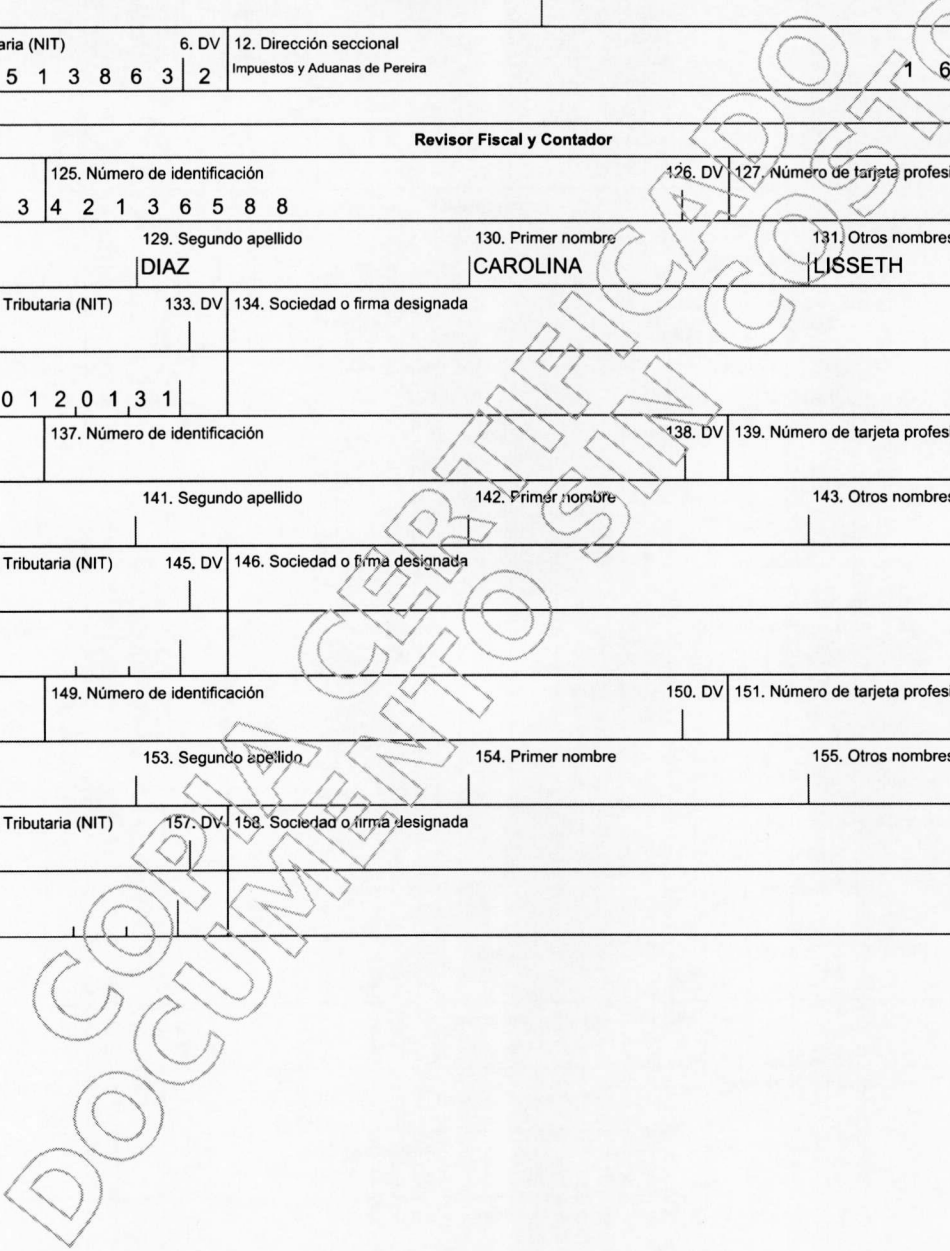 aria (NIT) 6. DV 12. Dirección seccional
5 1 3 8 6 3 2 Impuestos y Aduanas de Pereira 1 6
Revisor Fiscal y Contador
125. Número de identificación 126. DV 127. Número de tarjeta profesi
3 4 2 1 3 6 5 8 8
129. Segundo apellido 130. Primer nombre 131. Otros nombres
DIAZ CAROLINA LISSETH
Tributaria (NIT) 133. DV 134. Sociedad o firma designada
0 1 2 0 1 3 1
137. Número de identificación 138. DV 139. Número de tarjeta profesi
141. Segundo apellido 142. Primer nombre 143. Otros nombres
Tributaria (NIT) 145. DV 146. Sociedad o firma designada
149. Número de identificación 150. DV 151. Número de tarjeta profesi
153. Segundo apellido 154. Primer nombre 155. Otros nombres
Tributaria (NIT) 157. DV 158. Sociedad o firma designada
COPIA CERTIFICADO
DOCUMENTO SIN COSTO